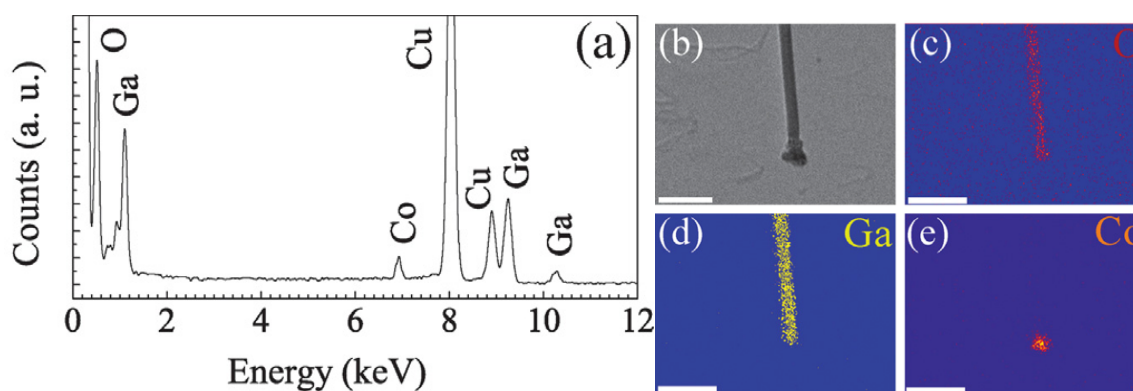 (a)
O
Ga
Cu
Co
Cu
Ga
Ga
Counts (a. u.)
0 2 4 6 8 10 12
Energy (keV)
(b)
(c)
(d) Ga
(e)